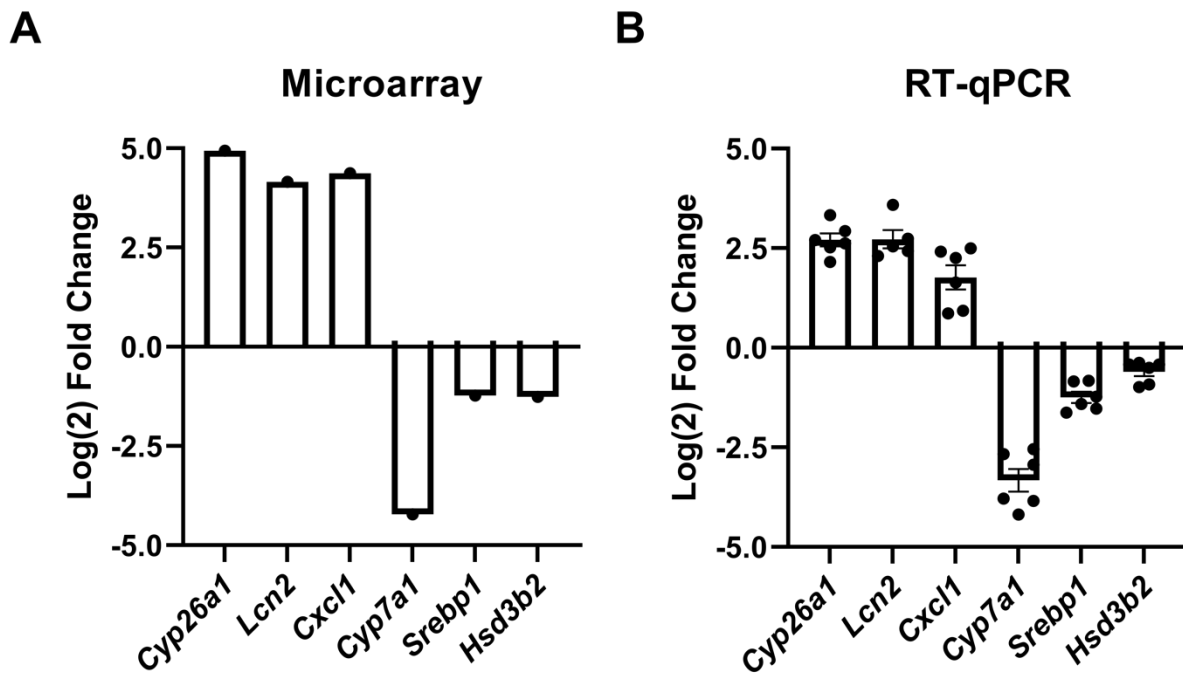 A
Microarray
Log(2) Fold Change
5.0
2.5
0.0
-2.5
-5.0
Cyp26a1
Lcn2
Cxcl1
Cyp7a1
Srebp1
Hsd3b2
B
RT-qPCR
Log(2) Fold Change
5.0
2.5
0.0
-2.5
-5.0
Cyp26a1
Lcn2
Cxcl1
Cyp7a1
Srebp1
Hsd3b2